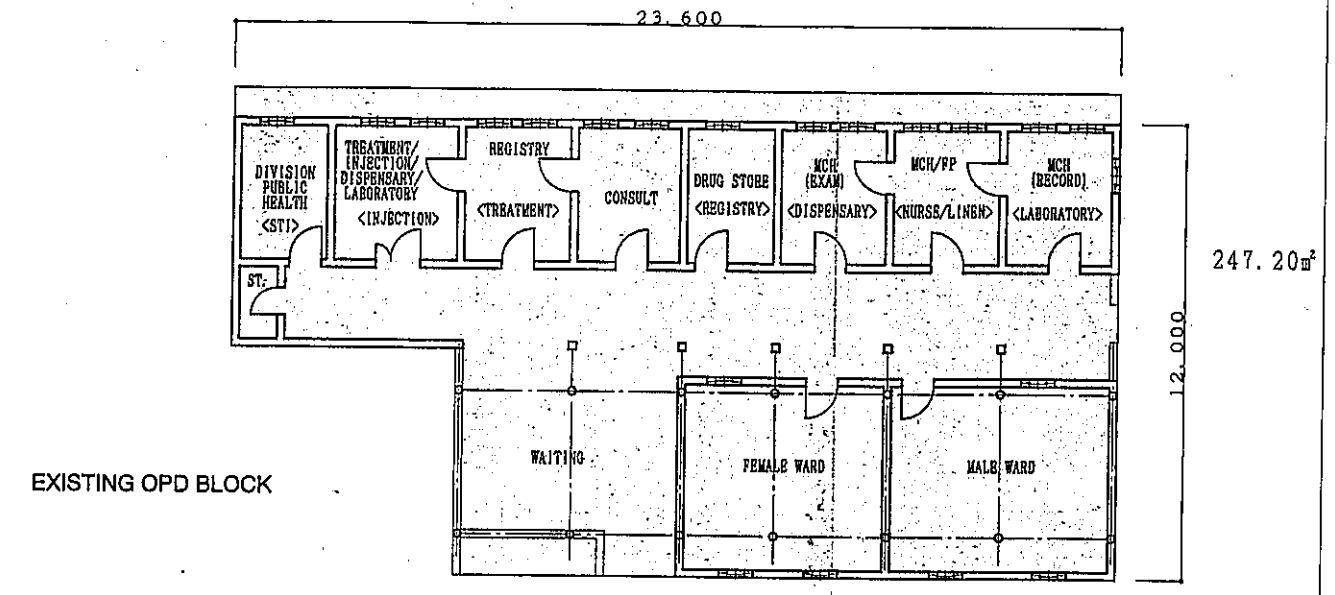 23.600
DIVISION
PUBLIC
HEALTH
<STI>
TREATMENT/
INJECTION/
DISPENSARY/
LABORATORY
<INJECTION>
REGISTRY
<TREATMENT>
CONSULT
DRUG STORE
<REGISTRY>
MCH
(EXAM)
<DISPENSARY>
MCH/FP
<NURSE/LINEN>
MCH
(RECORD)
<LABORATORY>
247.20㎡
ST.
12.000
WAITING
FEMALE WARD
MALE WARD
EXISTING OPD BLOCK